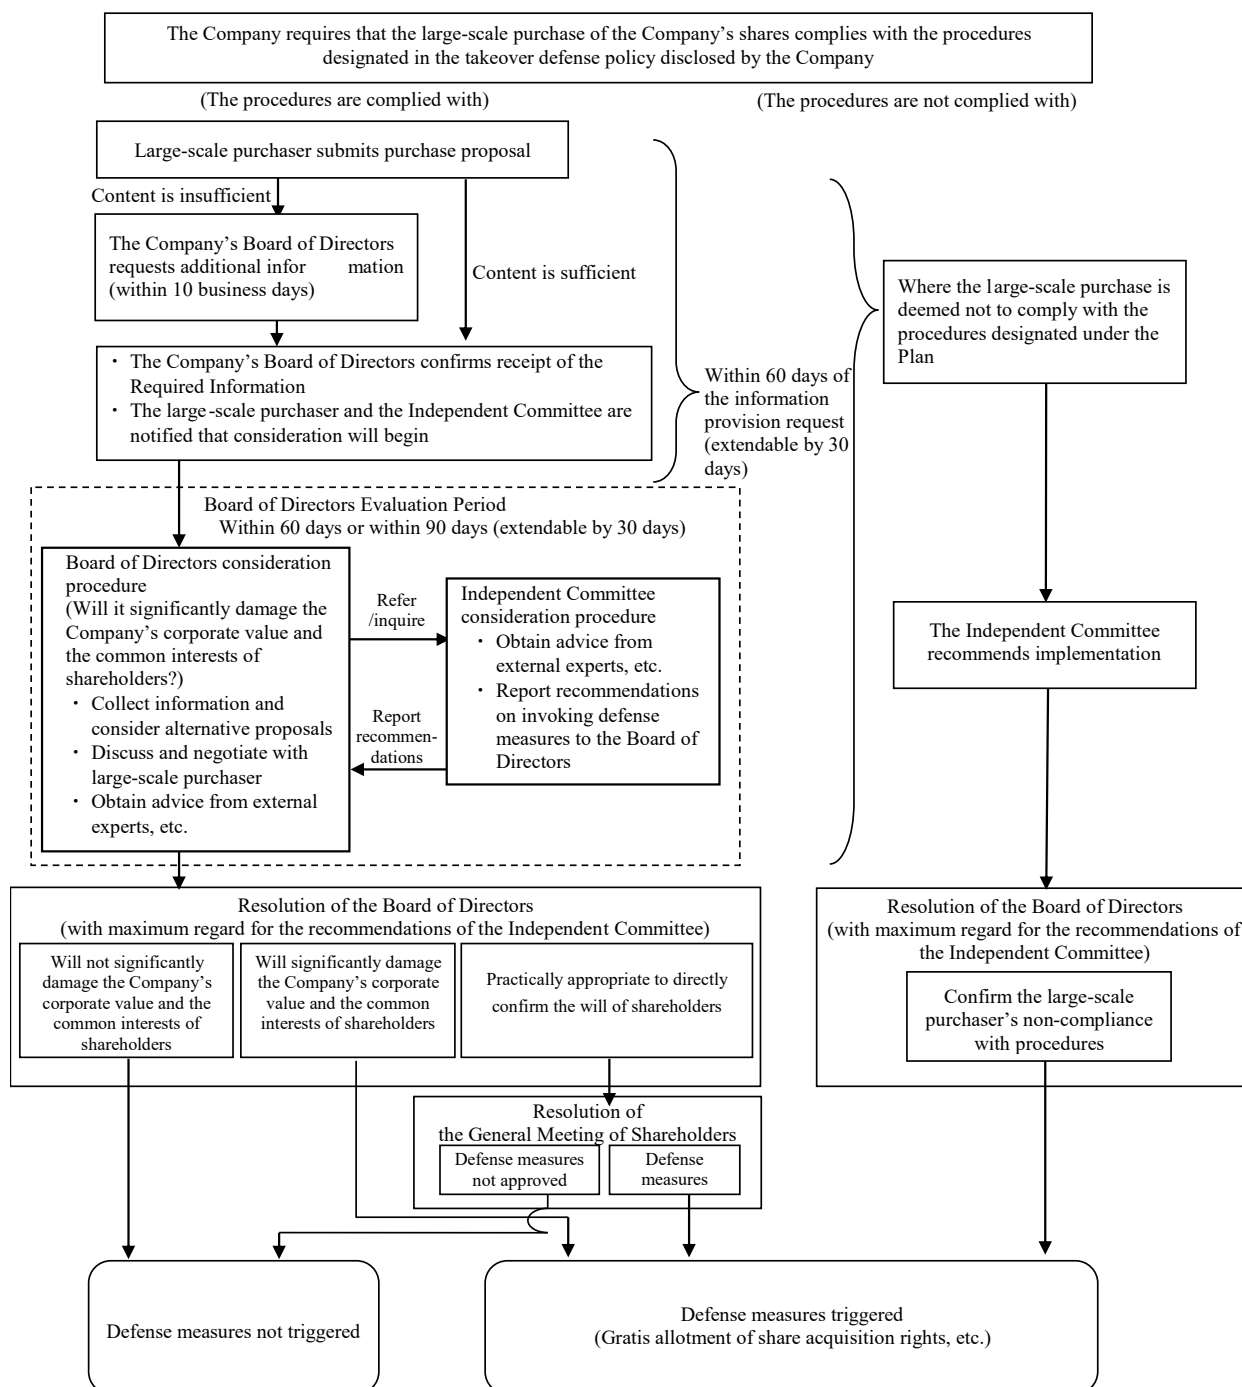 The Company requires that the large-scale purchase of the Company's shares complies with the procedures
designated in the takeover defense policy disclosed by the Company
(The procedures are complied with)
(The procedures are not complied with)
Large-scale purchaser submits purchase proposal
Content is insufficient
The Company's Board of Directors
requests additional infor mation
(within 10 business days)
Content is sufficient
・ The Company's Board of Directors confirms receipt of the
Required Information
・ The large-scale purchaser and the Independent Committee are
notified that consideration will begin
Within 60 days of
the information
provision request
(extendable by 30
days)
Where the large-scale purchase is
deemed not to comply with the
procedures designated under the
Plan
Board of Directors Evaluation Period
Within 60 days or within 90 days (extendable by 30 days)
Board of Directors consideration
procedure
(Will it significantly damage the
Company's corporate value and
the common interests of
shareholders?)
・ Collect information and
consider alternative proposals
・ Discuss and negotiate with
large-scale purchaser
・ Obtain advice from external
experts, etc.
Refer
/inquire
Report
recommen-
dations
Independent Committee
consideration procedure
・ Obtain advice from
external experts, etc.
・ Report recommendations
on invoking defense
measures to the Board of
Directors
The Independent Committee
recommends implementation
Resolution of the Board of Directors
(with maximum regard for the recommendations of the Independent Committee)
Will not significantly
damage the Company's
corporate value and the
common interests of
shareholders
Will significantly damage
the Company's corporate
value and the common
interests of shareholders
Practically appropriate to directly
confirm the will of shareholders
Resolution of the Board of Directors
(with maximum regard for the recommendations of
the Independent Committee)
Confirm the large-scale
purchaser's non-compliance
with procedures
Resolution of
the General Meeting of Shareholders
Defense measures
not approved
Defense
measures
Defense measures not triggered
Defense measures triggered
(Gratis allotment of share acquisition rights, etc.)